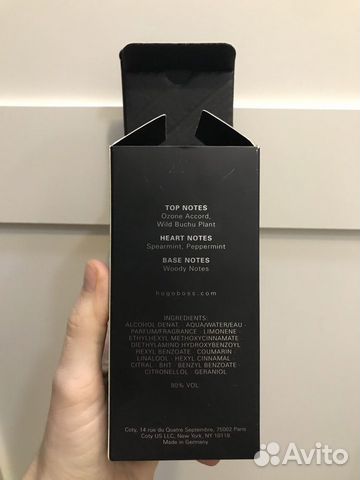 TOP NOTES
Ozone Accord,
Wild Buchu Plant
HEART NOTES
Spearmint, Peppermint
BASE NOTES
Woody Notes
hugoboss.com
INGREDIENTS:
ALCOHOL DENAT. · AQUA/WATER/EAU ·
PARFUM/FRAGRANCE · LIMONENE ·
ETHYLHEXYL METHOXYCINNAMATE ·
DIETHYLAMINO HYDROXYBENZOYL
HEXYL BENZOATE · COUMARIN ·
LINALOOL · HEXYL CINNAMAL ·
CITRAL · BHT · BENZYL BENZOATE ·
CITRONELLOL · GERANIOL
80% VOL.
Coty, 14 rue du Quatre Septembre, 75002 Paris
Coty US LLC, New York, NY 10119.
Made in Germany
Avito